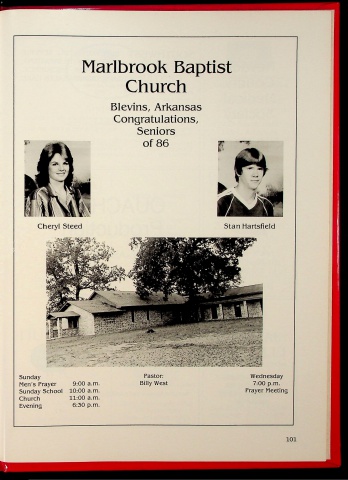 Marlbrook Baptist
Church
Blevins, Arkansas
Congratulations,
Seniors
of 86
Cheryl Steed
Stan Hartsfield
Sunday
Men's Prayer 9:00 a.m.
Sunday School 10:00 a.m.
Church 11:00 a.m.
Evening 6:30 p.m.
Pastor:
Billy West
Wednesday
7:00 p.m.
Prayer Meeting
101